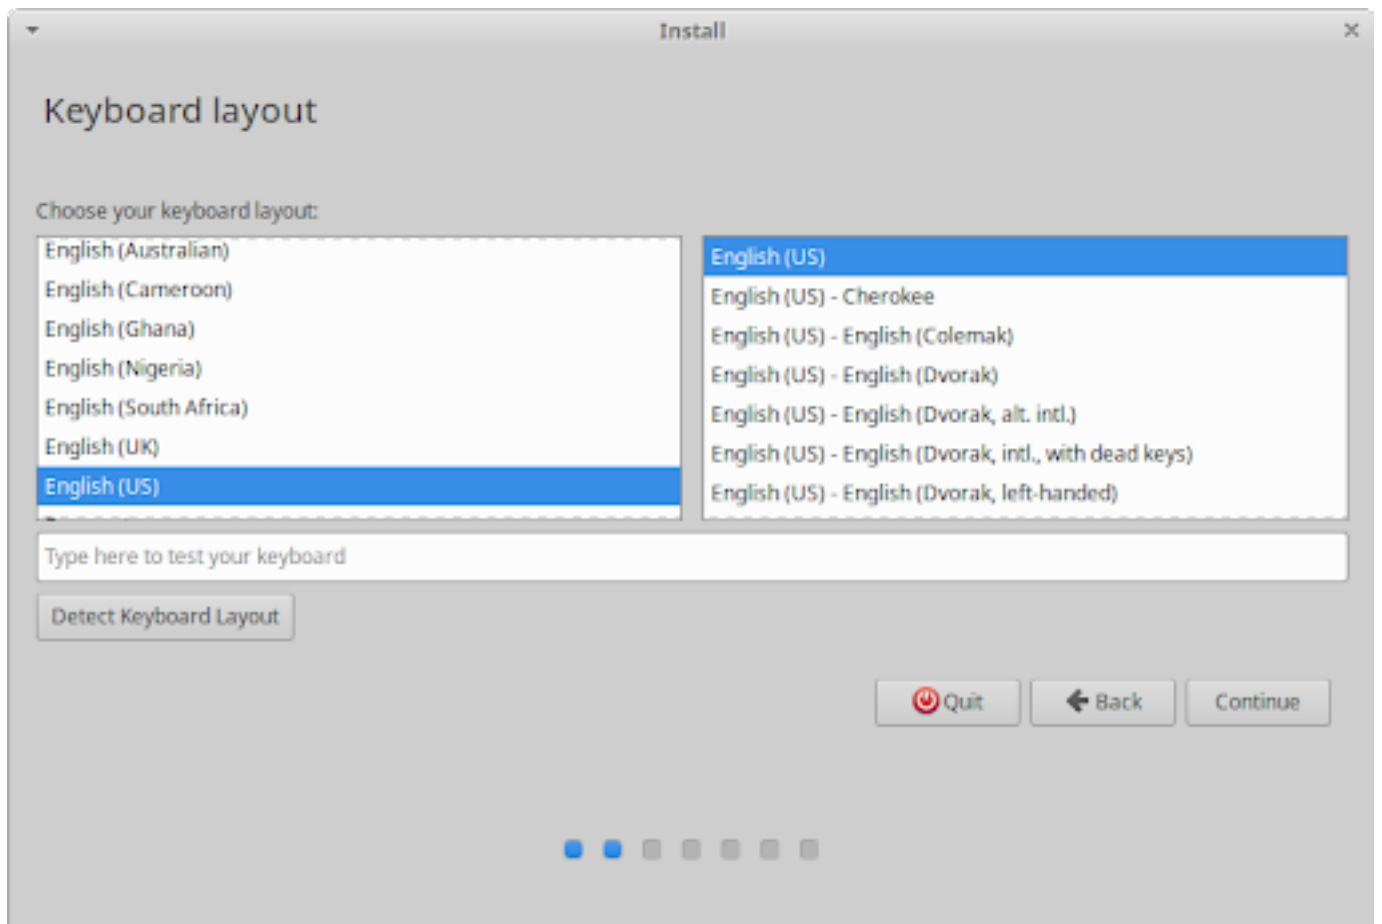 Install
Keyboard layout
Choose your keyboard layout:
English (Australian)
English (Cameroon)
English (Ghana)
English (Nigeria)
English (South Africa)
English (UK)
English (US)
English (US)
English (US) - Cherokee
English (US) - English (Colemak)
English (US) - English (Dvorak)
English (US) - English (Dvorak, alt. intl.)
English (US) - English (Dvorak, intl., with dead keys)
English (US) - English (Dvorak, left-handed)
Type here to test your keyboard
Detect Keyboard Layout
Quit
Back
Continue